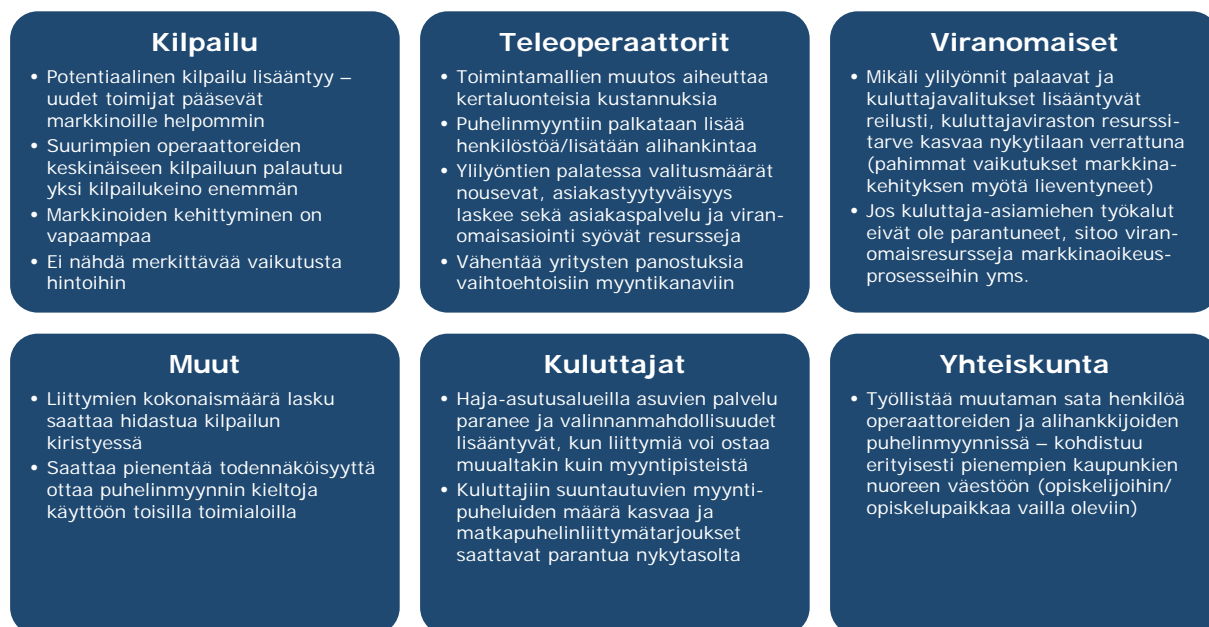 Kilpailu
• Potentiaalinen kilpailu lisääntyy –
uudet toimijat pääsevät
markkinoille helpommin
• Suurimpien operaattoreiden
keskinäiseen kilpailuun palautuu
yksi kilpailukeino enemmän
• Markkinoiden kehittyminen on
vapaampaa
• Ei nähdä merkittävää vaikutusta
hintoihin
Teleoperaattorit
• Toimintamallien muutos aiheuttaa
kertaluonteisia kustannuksia
• Puhelinmyyntiin palkataan lisää
henkilöstöä/lisätään alihankintaa
• Ylilyöntien palatessa valitusmäärät
nousevat, asiakastyytyväisyys
laskee sekä asiakaspalvelu ja viran-
omaisasiointi syövät resursseja
• Vähentää yritysten panostuksia
vaihtoehtoisiin myyntikanaviin
Viranomaiset
• Mikäli ylilyönnit palaavat ja
kuluttajavalitukset lisääntyvät
reilusti, kuluttajaviraston resurssi-
tarve kasvaa nykytilaan verrattuna
(pahimmat vaikutukset markkina-
kehityksen myötä lieventyneet)
• Jos kuluttaja-asiamiehen työkalut
eivät ole parantuneet, sitoo viran-
omaisresursseja markkinaoikeus-
prosesseihin yms.
Muut
• Liittymien kokonaismäärä lasku
saattaa hidastua kilpailun
kiristyessä
• Saattaa pienentää todennäköisyyttä
ottaa puhelinmyynnin kieltoja
käyttöön toisilla toimialoilla
Kuluttajat
• Haja-asutusalueilla asuvien palvelu
paranee ja valinnanmahdollisuudet
lisääntyvät, kun liittymiä voi ostaa
muualtakin kuin myyntipisteistä
• Kuluttajiin suuntautuvien myynti-
puheluiden määrä kasvaa ja
matkapuhelinliittymätarjoukset
saattavat parantua nykytasolta
Yhteiskunta
• Työllistää muutaman sata henkilöä
operaattoreiden ja alihankkijoiden
puhelinmyynnissä – kohdistuu
erityisesti pienempien kaupunkien
nuoreen väestöön (opiskelijoihin/
opiskelupaikkaa vailla oleviin)